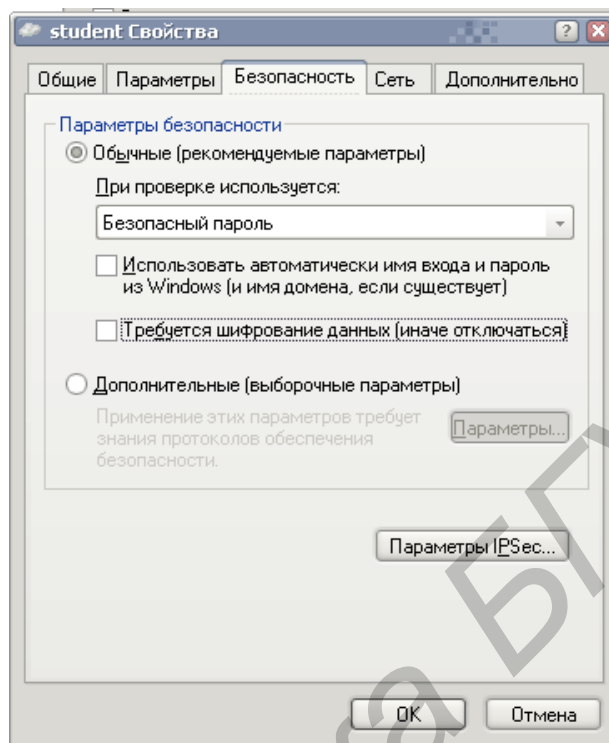 student Свойства
Общие Параметры Безопасность Сеть Дополнительно
Параметры безопасности
Обычные (рекомендуемые параметры)
При проверке используется:
Безопасный пароль
Использовать автоматически имя входа и пароль
из Windows (и имя домена, если существует)
Требуется шифрование данных (иначе отключаться)
Дополнительные (выборочные параметры)
Применение этих параметров требует
знания протоколов обеспечения
безопасности.
Параметры...
Параметры IPSec...
OK Отмена